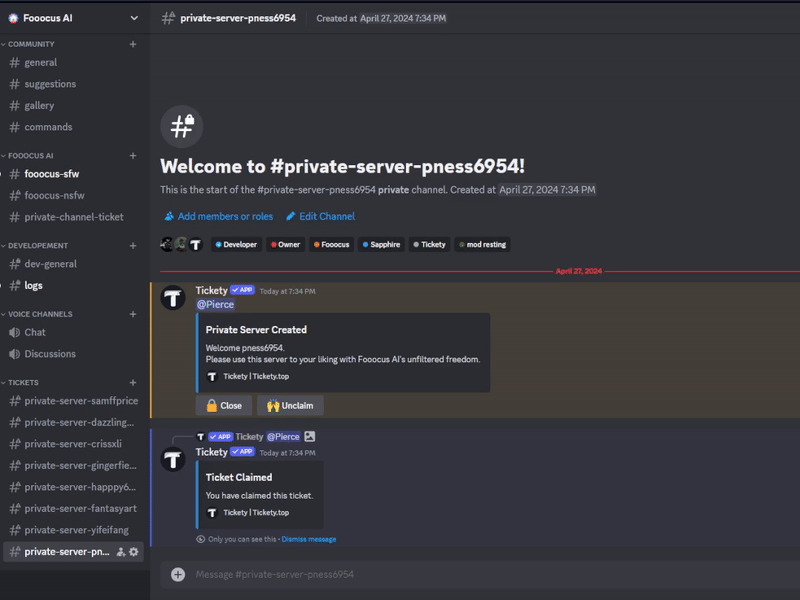 Fooocus AI
COMMUNITY
general
suggestions
gallery
commands
FOOOCUS AI
fooocus-sfw
fooocus-nsfw
private-channel-ticket
DEVELOPEMENT
dev-general
logs
VOICE CHANNELS
Chat
Discussions
TICKETS
private-server-samffprice
private-server-dazzling...
private-server-crissxli
private-server-gingerfie...
private-server-happpy6...
private-server-fantasyart
private-server-yifeifang
private-server-pn...
private-server-pness6954 Created at April 27, 2024 7:34 PM
Welcome to #private-server-pness6954!
This is the start of the #private-server-pness6954 private channel. Created at April 27, 2024 7:34 PM
Add members or roles Edit Channel
T Developer Owner Fooocus Sapphire Tickety mod resting
April 27, 2024
T Tickety APP Today at 7:34 PM
@Pierce
Private Server Created
Welcome pness6954.
Please use this server to your liking with Fooocus AI's unfiltered freedom.
T Tickety | Tickety.top
Close Unclaim
T APP Tickety @Pierce
T Tickety APP Today at 7:34 PM
Ticket Claimed
You have claimed this ticket.
T Tickety | Tickety.top
Only you can see this • Dismiss message
Message #private-server-pness6954